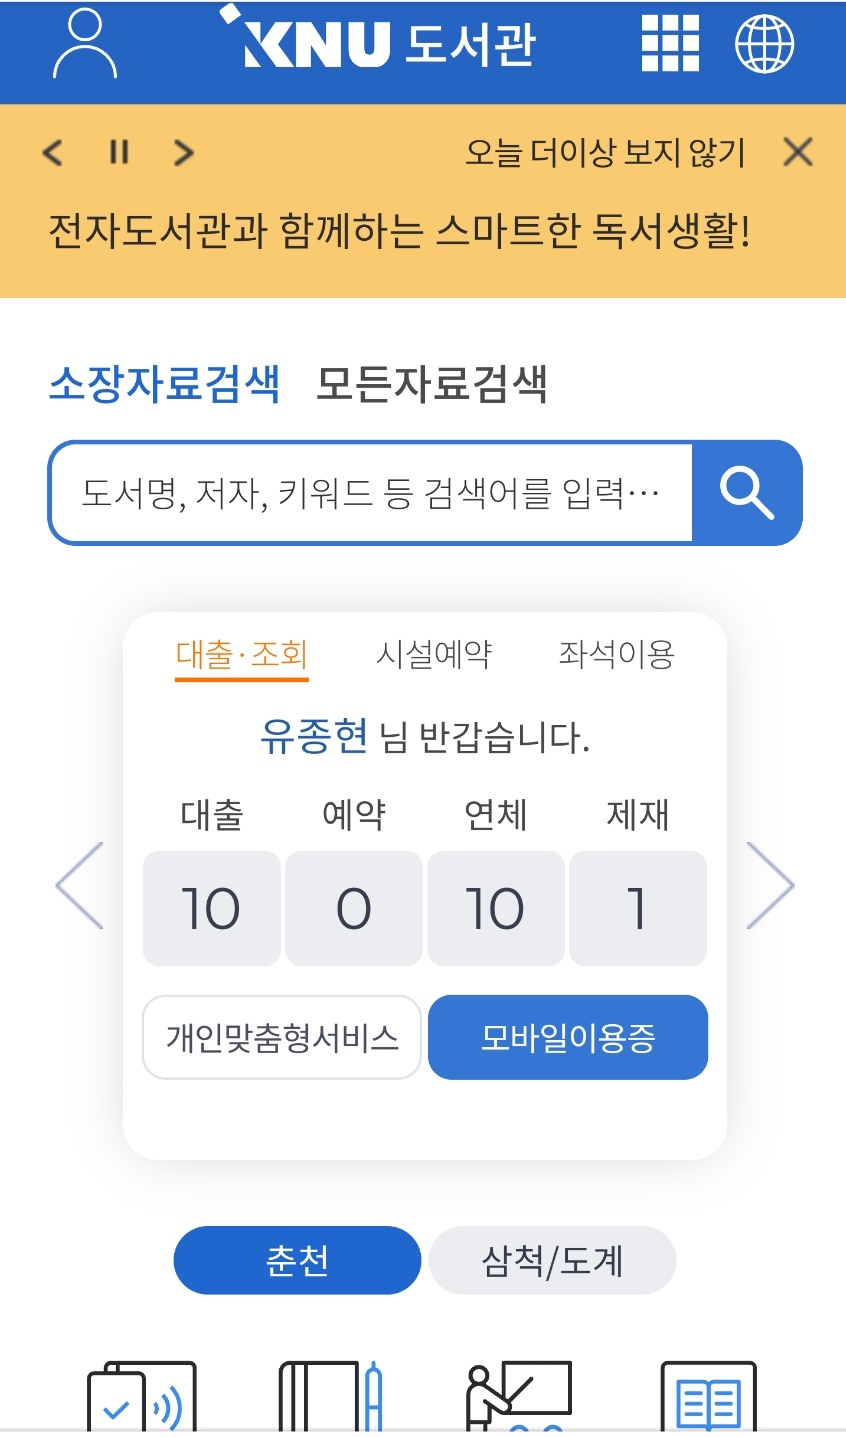 KNU 도서관
오늘 더이상 보지 않기
전자도서관과 함께하는 스마트한 독서생활!
소장자료검색 모든자료검색
도서명, 저자, 키워드 등 검색어를 입력…
대출·조회 시설예약 좌석이용
유종현 님 반갑습니다.
대출 예약 연체 제재
10 0 10 1
개인맞춤형서비스 모바일이용증
춘천 삼척/도계